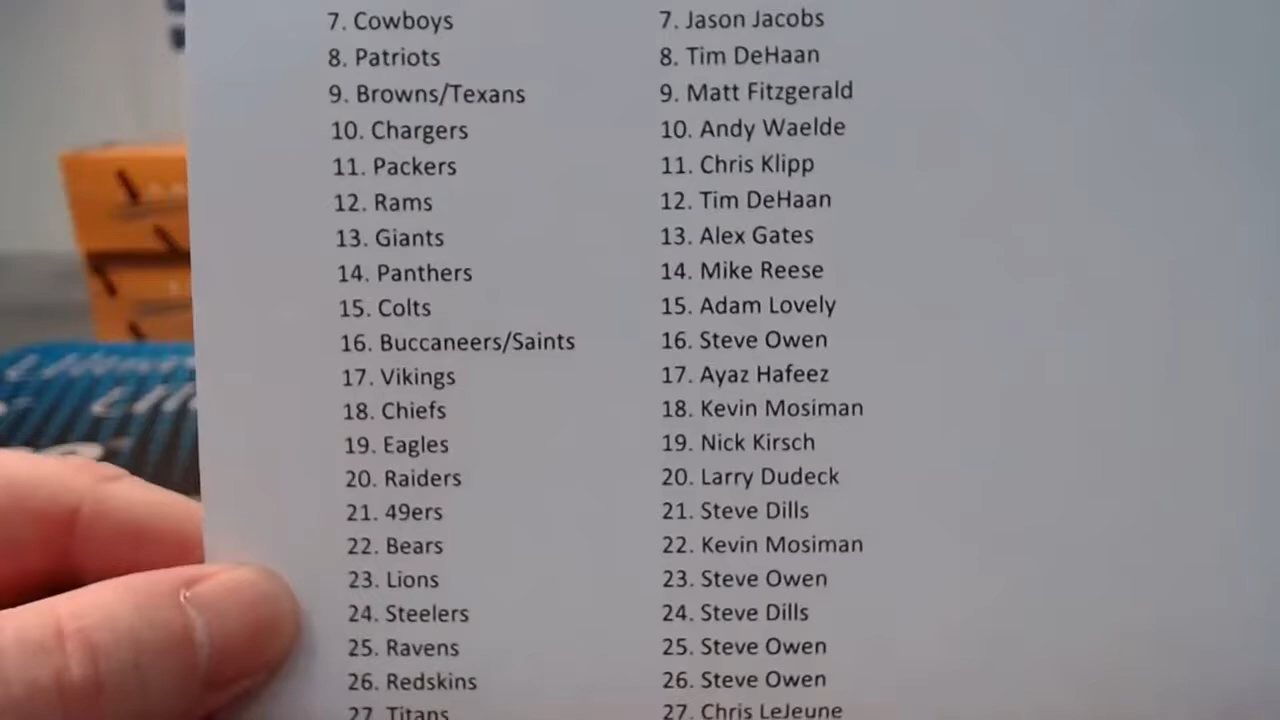 7. Cowboys 7. Jason Jacobs
8. Patriots 8. Tim DeHaan
9. Browns/Texans 9. Matt Fitzgerald
10. Chargers 10. Andy Waelde
11. Packers 11. Chris Klipp
12. Rams 12. Tim DeHaan
13. Giants 13. Alex Gates
14. Panthers 14. Mike Reese
15. Colts 15. Adam Lovely
16. Buccaneers/Saints 16. Steve Owen
17. Vikings 17. Ayaz Hafeez
18. Chiefs 18. Kevin Mosiman
19. Eagles 19. Nick Kirsch
20. Raiders 20. Larry Dudeck
21. 49ers 21. Steve Dills
22. Bears 22. Kevin Mosiman
23. Lions 23. Steve Owen
24. Steelers 24. Steve Dills
25. Ravens 25. Steve Owen
26. Redskins 26. Steve Owen
27. Titans 27. Chris LeJeune